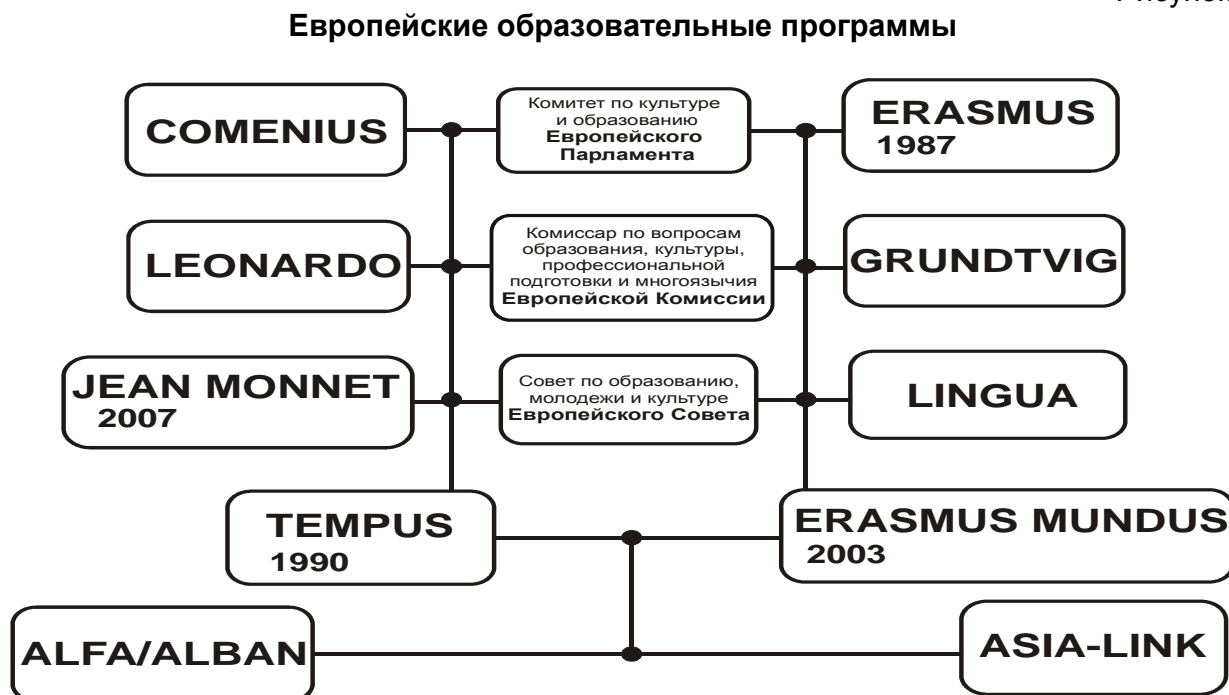 Европейские образовательные программы
COMENIUS
Комитет по культуре
и образованию
Европейского
Парламента
ERASMUS
1987
LEONARDO
Комиссар по вопросам
образования, культуры,
профессиональной
подготовки и многоязычия
Европейской Комиссии
GRUNDTVIG
JEAN MONNET
2007
Совет по образованию,
молодежи и культуре
Европейского Совета
LINGUA
TEMPUS
1990
ERASMUS MUNDUS
2003
ALFA/ALBAN
ASIA-LINK